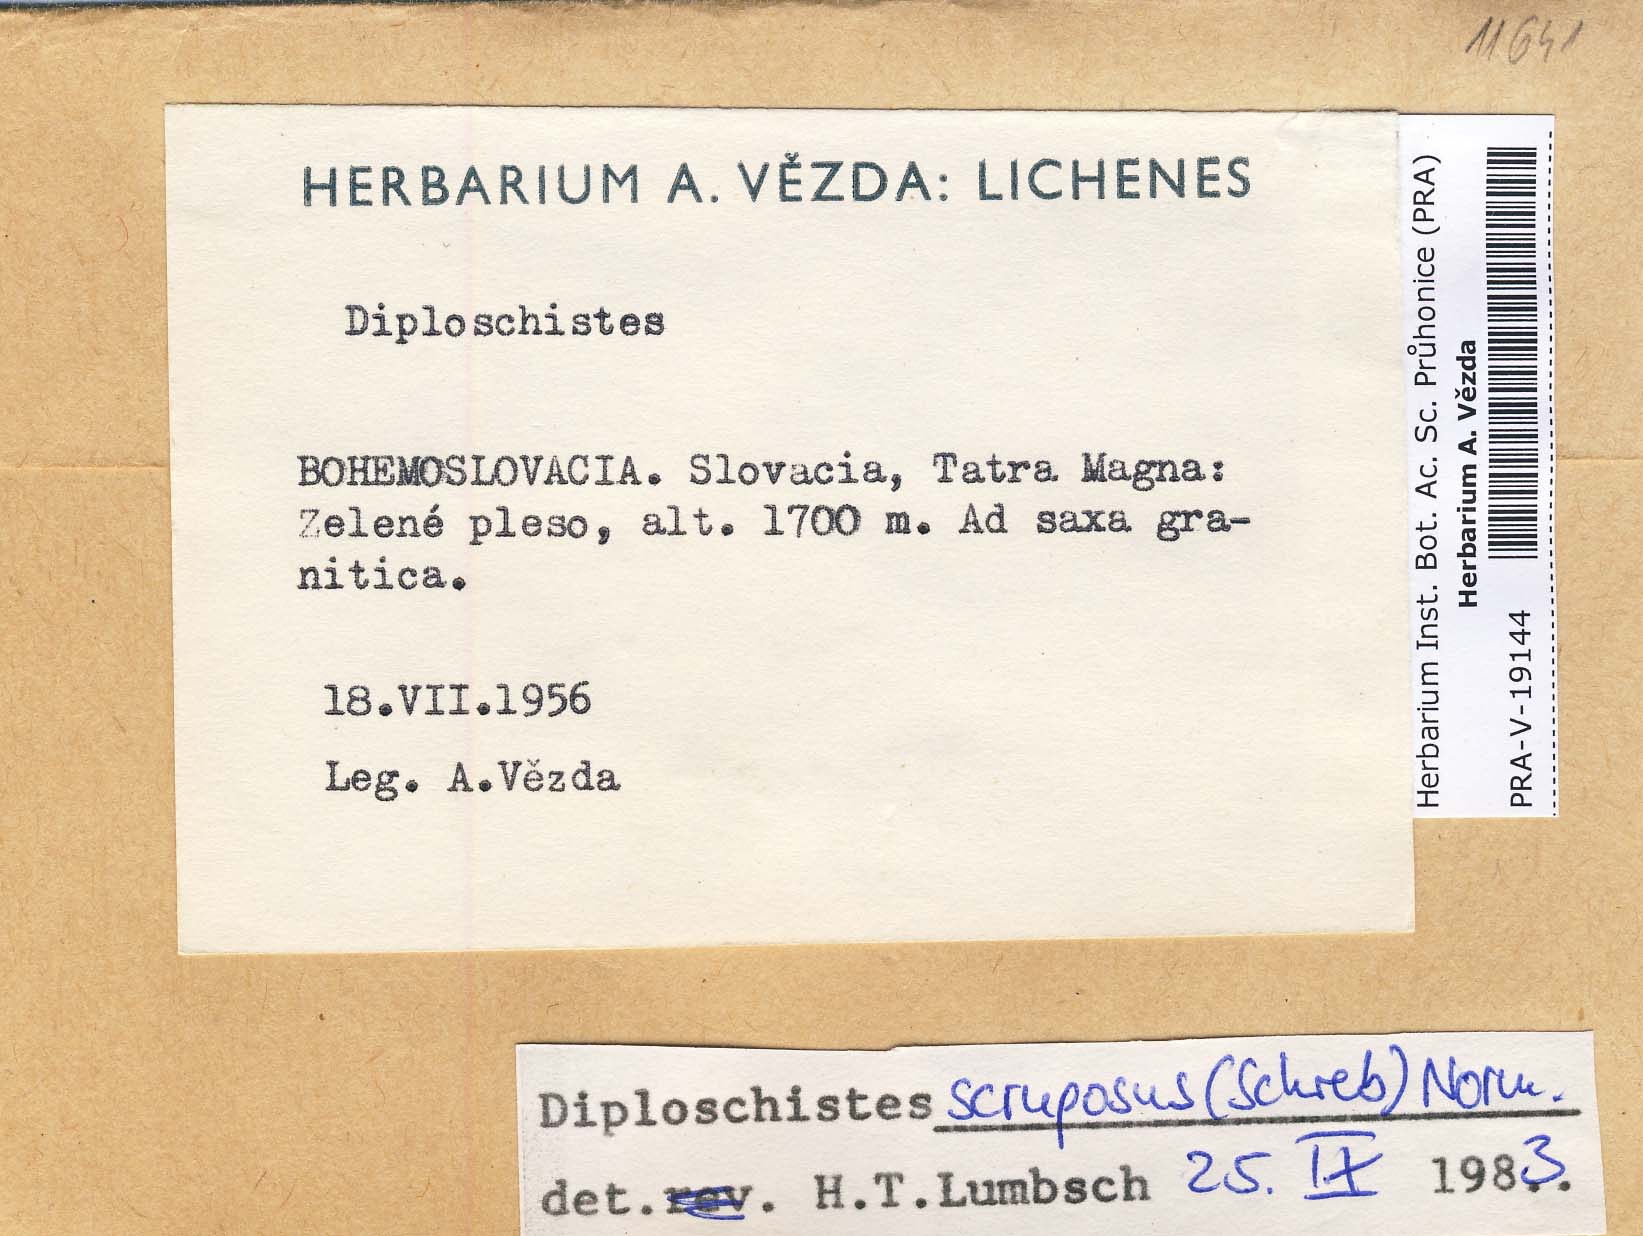 11641
HERBARIUM A. VĚZDA: LICHENES
Diploschistes
BOHEMOSLOVACIA. Slovacia, Tatra Magna:
Zelené pleso, alt. 1700 m. Ad saxa gra-
nitica.
18.VII.1956
Leg. A.Vězda
Herbarium Inst. Bot. Ac. Sc. Průhonice (PRA)
Herbarium A. Vězda
PRA-V-19144
Diploschistes scruposus (Schreb) Norm.
det.rev. H.T.Lumbsch 25. IX 1983.